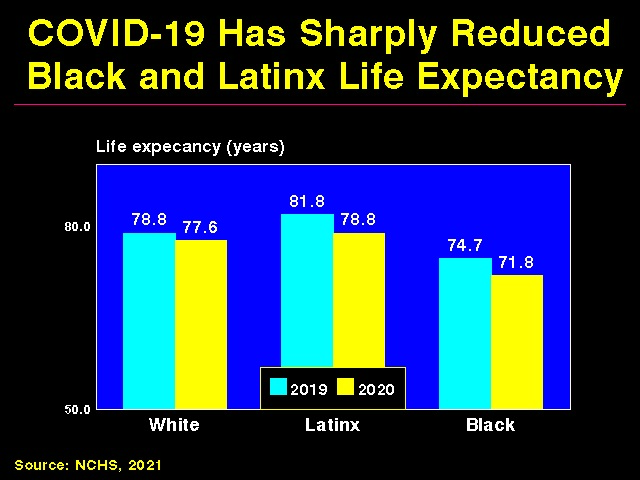 COVID-19 Has Sharply Reduced
Black and Latinx Life Expectancy
Life expecancy (years)
81.8
78.8
77.6
78.8
80.0
74.7
71.8
2019
2020
50.0
White
Latinx
Black
Source: NCHS, 2021